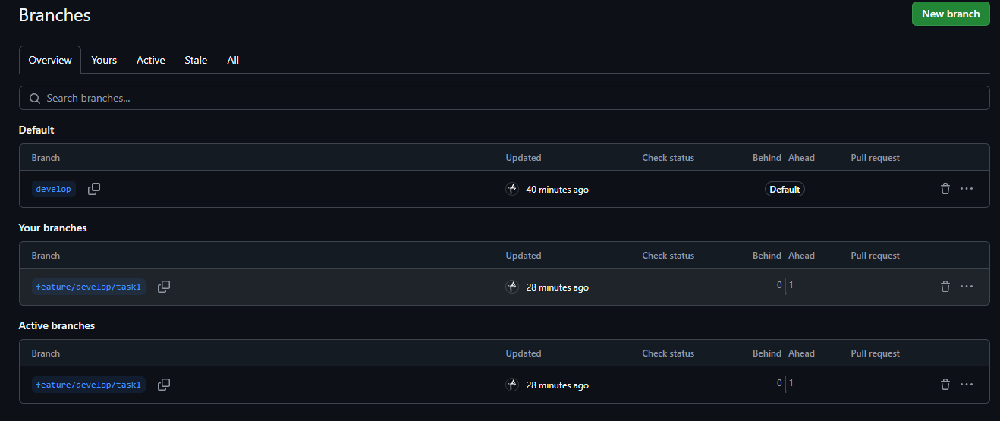 Branches
New branch
Overview Yours Active Stale All
Search branches...
Default
Branch Updated Check status Behind Ahead Pull request
develop 40 minutes ago Default
Your branches
Branch Updated Check status Behind Ahead Pull request
feature/develop/task1 28 minutes ago 0 1
Active branches
Branch Updated Check status Behind Ahead Pull request
feature/develop/task1 28 minutes ago 0 1